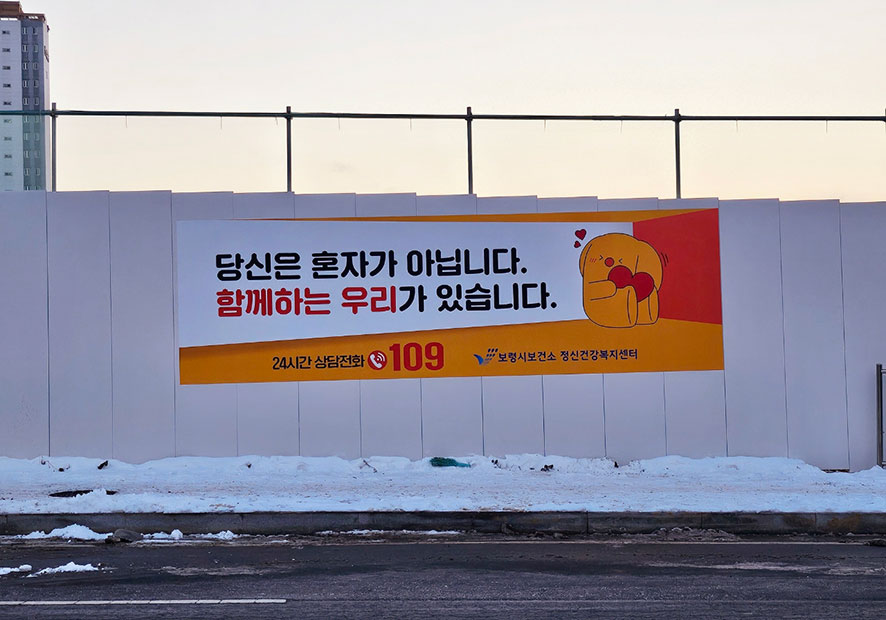 당신은 혼자가 아닙니다.
함께하는 우리가 있습니다.
24시간 상담전화 109
보령시보건소 정신건강복지센터